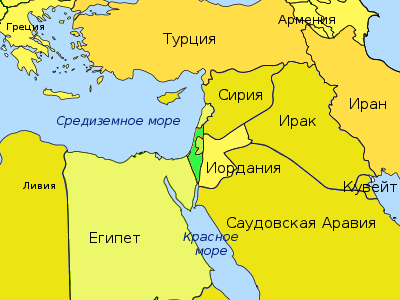 Армения
Греция
Турция
Сирия
Иран
Средиземное море
Ирак
Иордания
Ливия
Кувейт
Саудовская Аравия
Египет
Красное
море